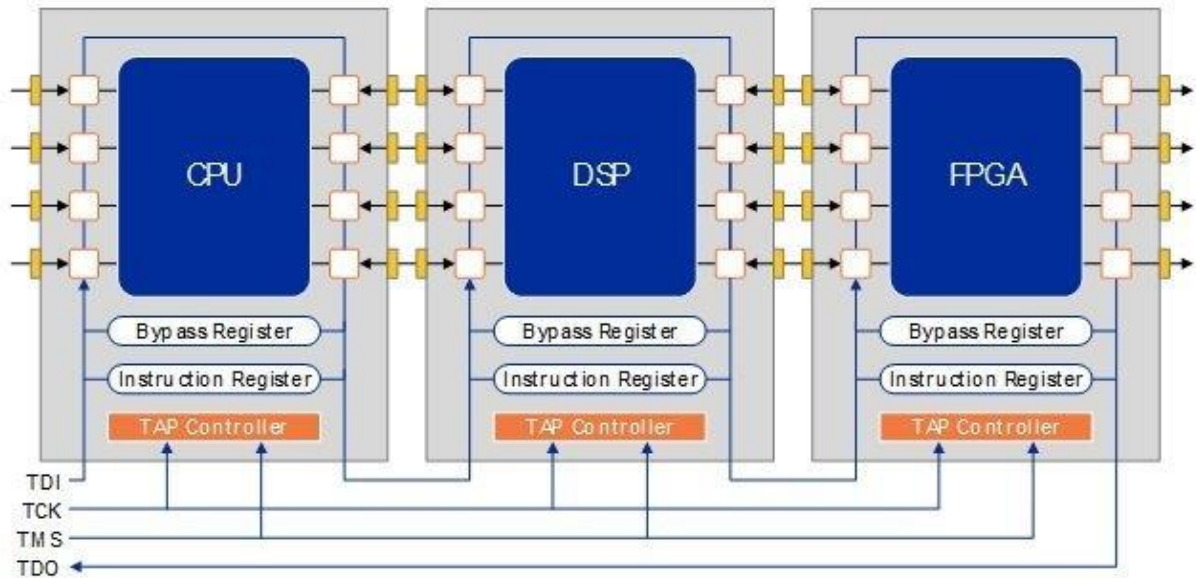 CPU
DSP
FPGA
Bypass Register
Bypass Register
Bypass Register
Instruction Register
Instruction Register
Instruction Register
TAP Controller
TAP Controller
TAP Controller
TDI
TCK
TMS
TDO